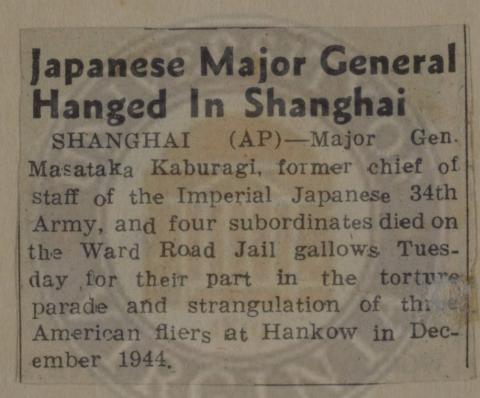 Japanese Major General
Hanged In Shanghai
SHANGHAI (AP)—Major Gen.
Masataka Kaburagi, former chief of
staff of the Imperial Japanese 34th
Army, and four subordinates died on
the Ward Road Jail gallows Tues-
day for their part in the torture
parade and strangulation of three
American fliers at Hankow in Dec-
ember 1944.